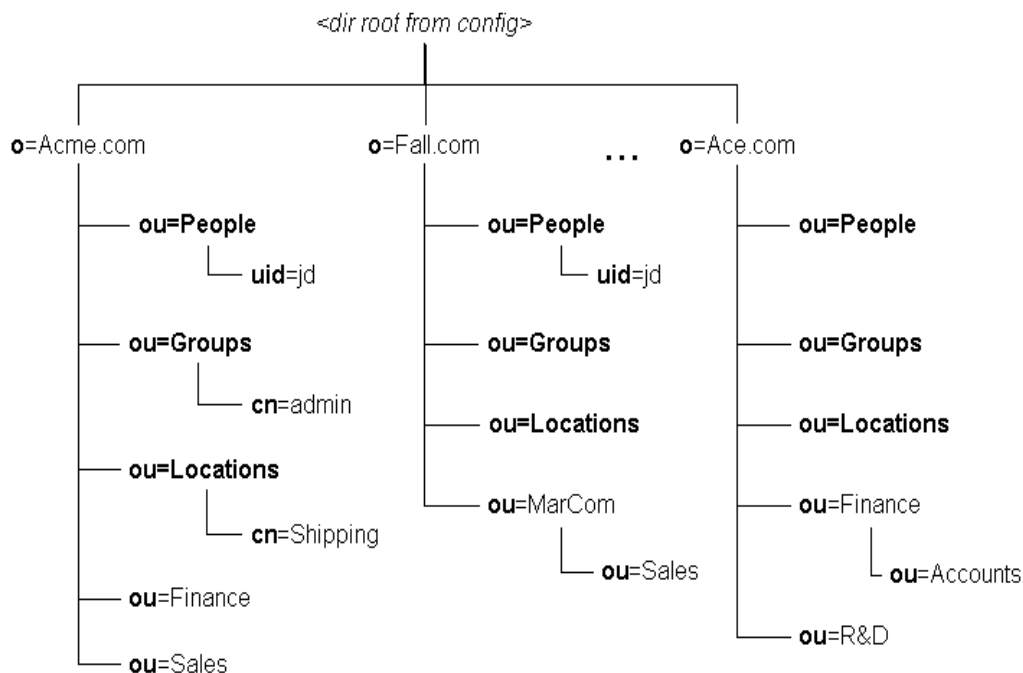 <dir root from config>
o=Acme.com
o=Fall.com
...
o=Ace.com
ou=People
ou=People
ou=People
uid=jd
uid=jd
ou=Groups
ou=Groups
ou=Groups
cn=admin
ou=Locations
ou=Locations
ou=Locations
cn=Shipping
ou=MarCom
ou=Finance
ou=Sales
ou=Accounts
ou=Finance
ou=R&D
ou=Sales